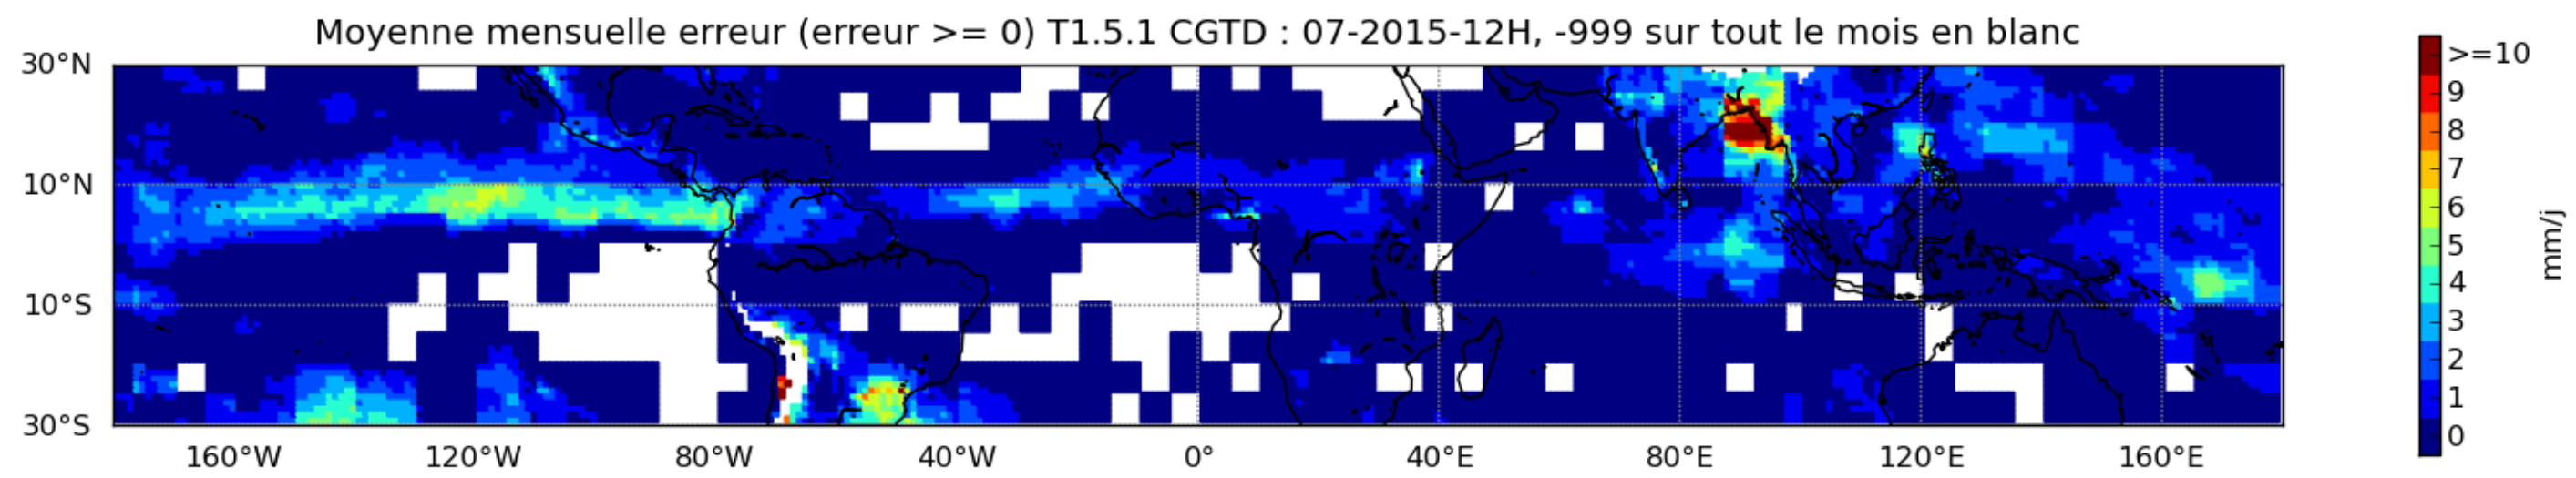 Moyenne mensuelle erreur (erreur >= 0) T1.5.1 CGTD : 07-2015-12H, -999 sur tout le mois en blanc
30°N
10°N
10°S
30°S
160°W 120°W 80°W 40°W 0° 40°E 80°E 120°E 160°E
>=10
9
8
7
6
5
4
3
2
1
0
mm/j